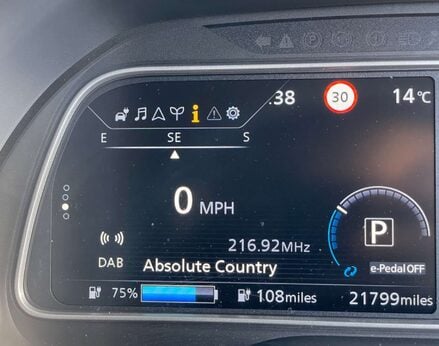 :38 30 14°C
E SE S
0 MPH
216.92MHz
DAB Absolute Country
P
e-Pedal OFF
75% 108miles 21799miles